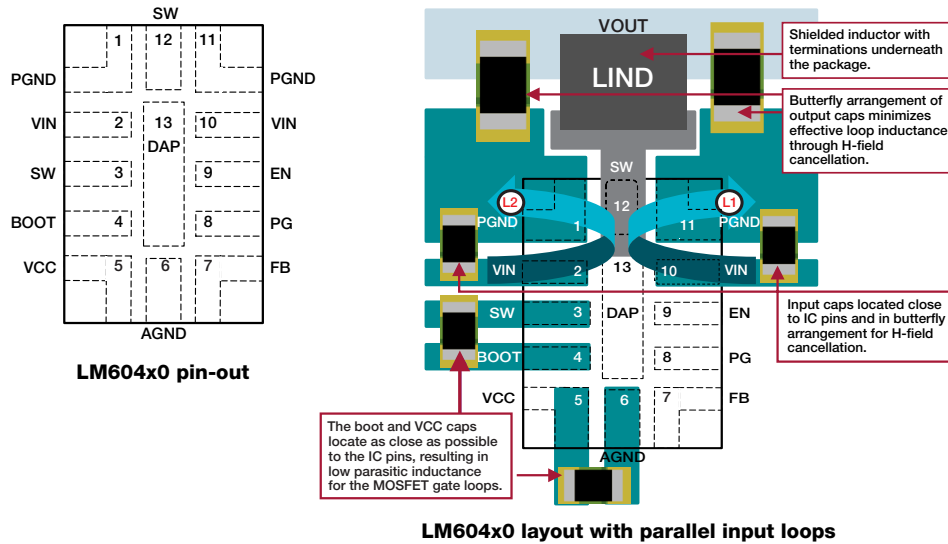 SW
1
12
11
PGND
PGND
VIN
2
13
10
VIN
DAP
SW
3
9
EN
BOOT
4
8
PG
VCC
5
6
7
FB
AGND
LM604x0 pin-out
VOUT
LIND
Shielded inductor with
terminations underneath
the package.
Butterfly arrangement of
output caps minimizes
effective loop inductance
through H-field
cancellation.
SW
L2
L1
12
PGND
1
11
PGND
VIN
2
13
10
VIN
SW
3
DAP
9
EN
BOOT
4
8
PG
VCC
5
6
7
FB
AGND
Input caps located close
to IC pins and in butterfly
arrangement for H-field
cancellation.
The boot and VCC caps
locate as close as possible
to the IC pins, resulting in
low parasitic inductance
for the MOSFET gate loops.
LM604x0 layout with parallel input loops